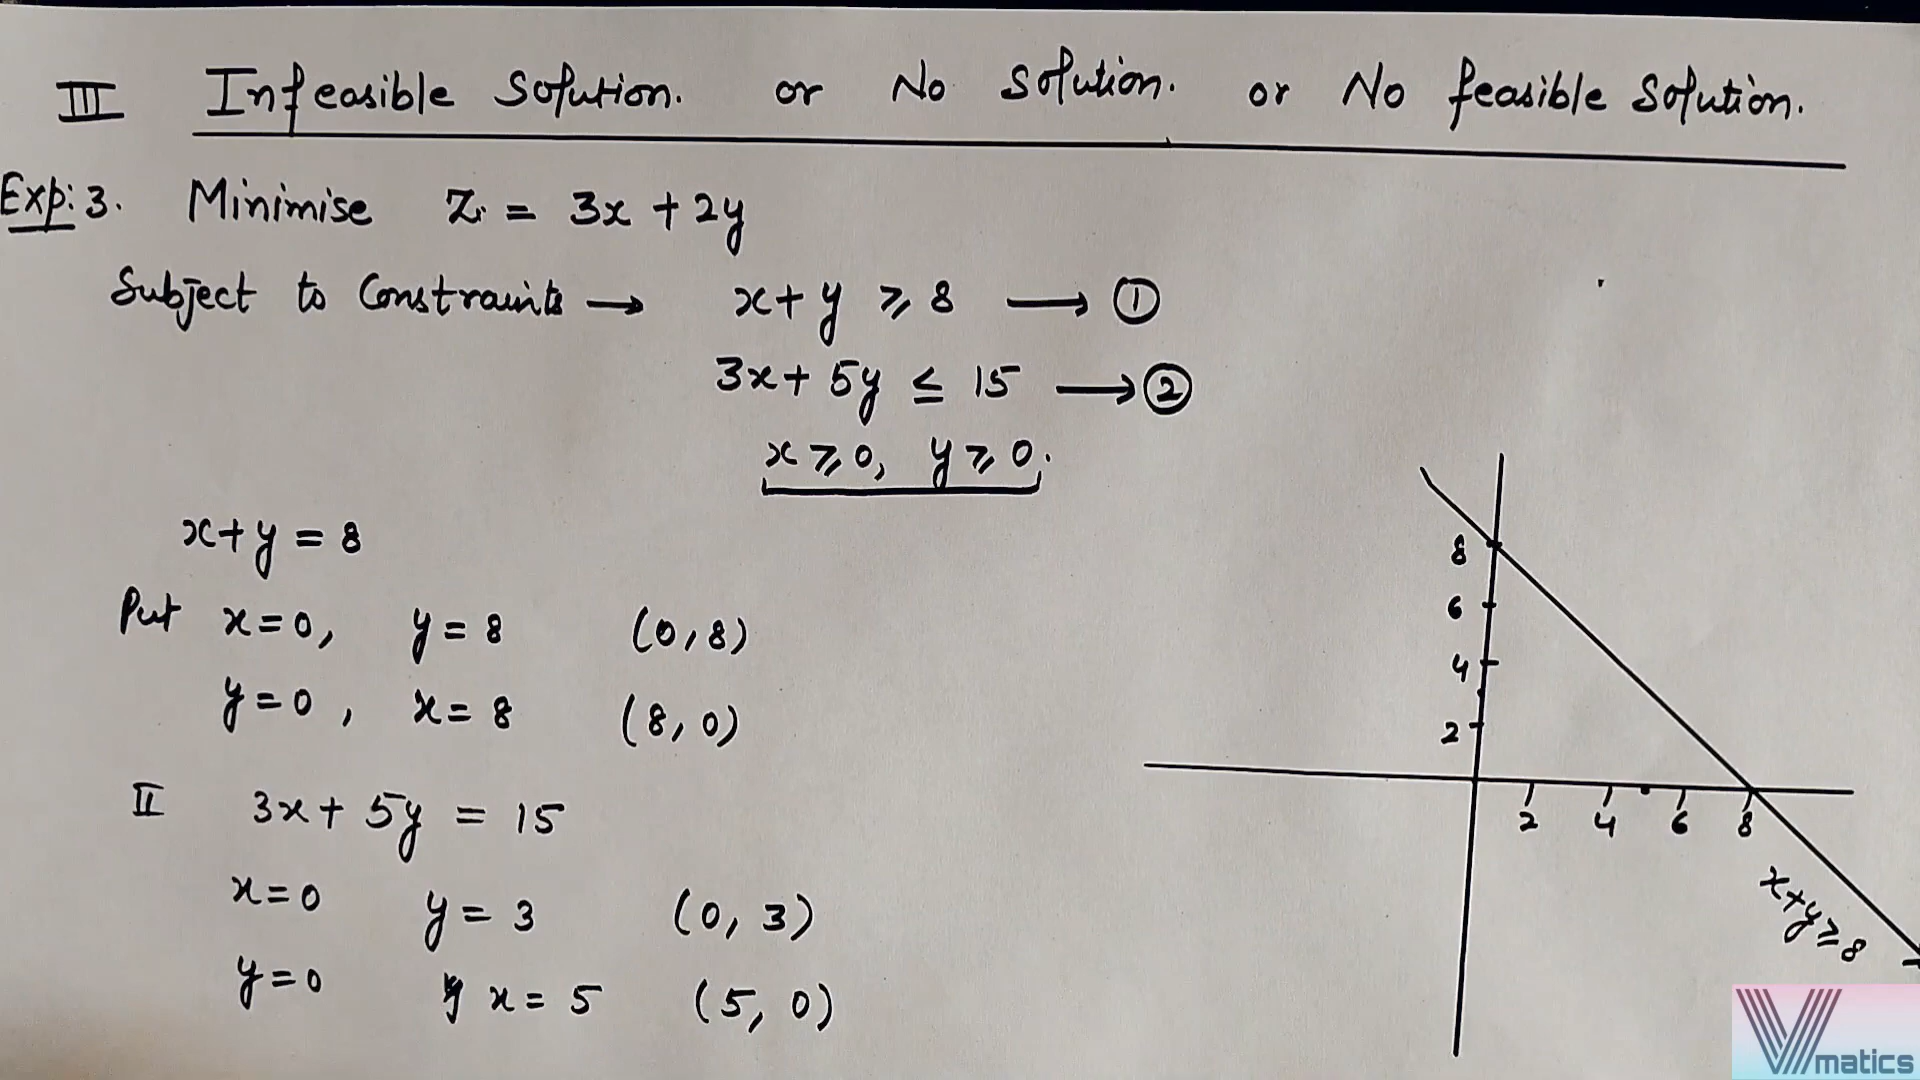 III Infeasible Solution. or No Solution. or No feasible Solution.
Exp: 3. Minimise Z = 3x + 2y
Subject to Constraints → x + y ≥ 8 → ①
3x + 5y ≤ 15 → ②
x ≥ 0, y ≥ 0.
x + y = 8
Put x = 0, y = 8 (0, 8)
y = 0, x = 8 (8, 0)
II 3x + 5y = 15
x = 0 y = 3 (0, 3)
y = 0 x = 5 (5, 0)
8
6
4
2
2 4 6 8
x + y ≥ 8
Vmatics